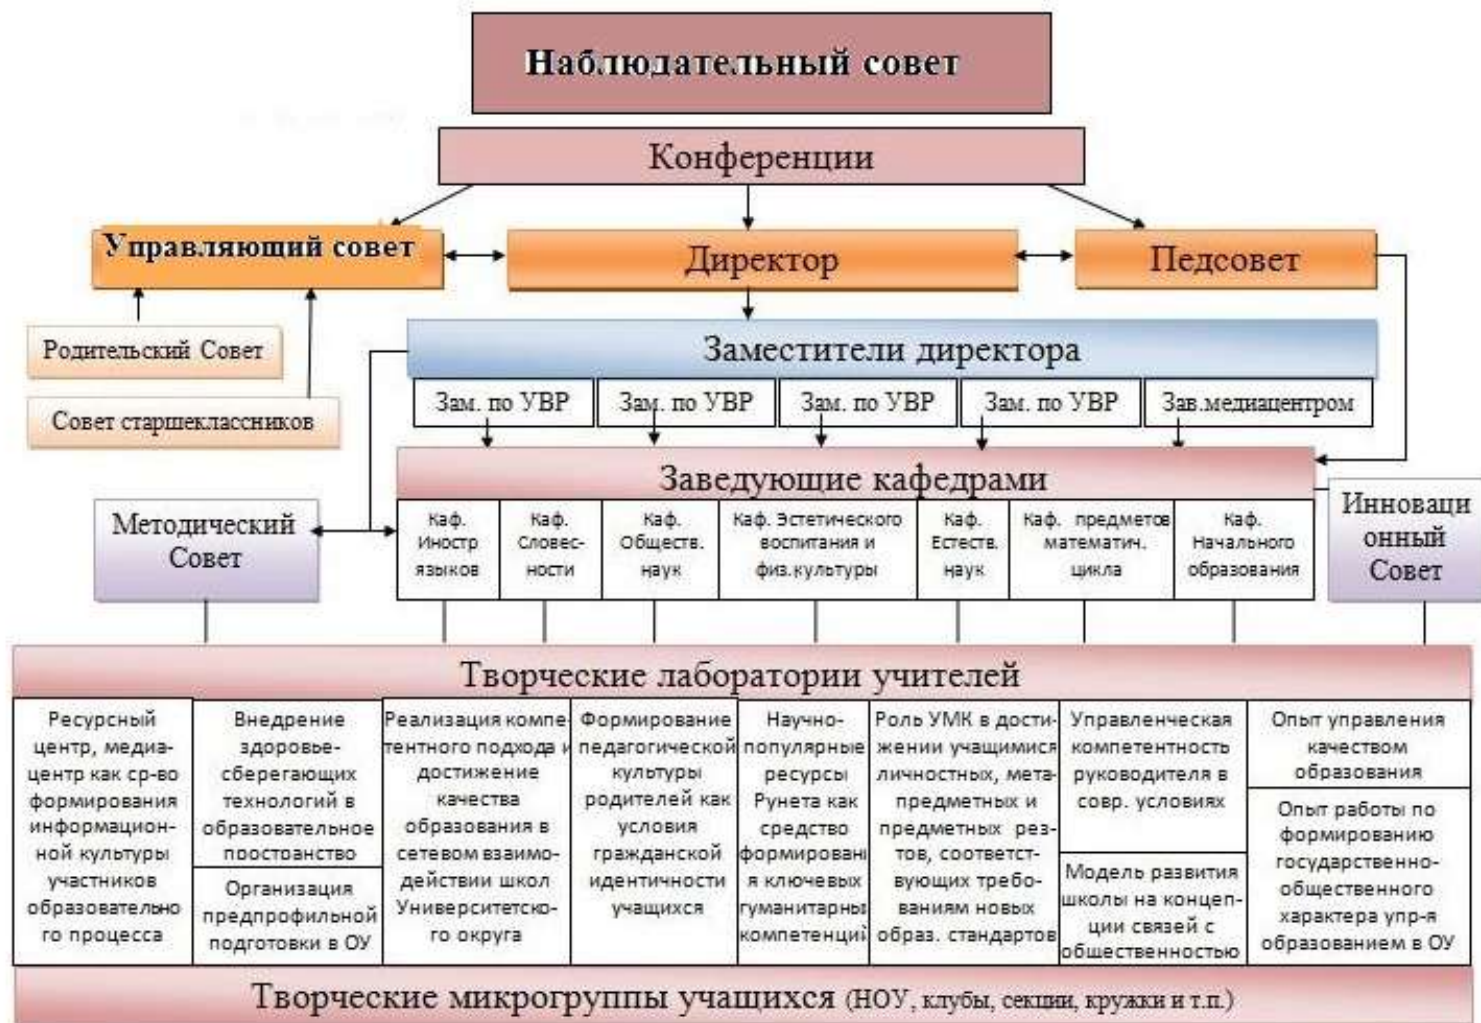 Наблюдательный совет
Конференции
Управляющий совет
Директор
Педсовет
Родительский Совет
Совет старшеклассников
Заместители директора
Зам. по УВР
Зам. по УВР
Зам. по УВР
Зам. по УВР
Зав.медиацентром
Заведующие кафедрами
Методический
Совет
Каф.
Иностр
языков
Каф.
Словес-
ности
Каф.
Обществ.
наук
Каф. Эстетического
воспитания и
физ.культуры
Каф.
Естеств.
наук
Каф. предметов
математич.
цикла
Каф.
Начального
образования
Инноваци
онный
Совет
Творческие лаборатории учителей
Ресурсный
центр, медиа-
центр как ср-во
формирования
информацион-
ной культуры
участников
образовательно
го процесса
Внедрение
здоровье-
сберегающих
технологий в
образовательное
поостранство
Организация
предпрофильной
подготовки в ОУ
Реализация компе-
тентного подхода и
достижение
качества
образования в
сетевом взаимо-
действии школ
Университетско-
го округа
Формирование
педагогической
культуры
родителей как
условия
гражданской
идентичности
учащихся
Научно-
популярные
ресурсы
Рунета как
средство
формировани
я ключевых
гуманитарны
компетенций
Роль УМК в дости-
жении учащимися
личностных, мета-
предметных и
предметных рез-
тов, соответст-
вующих требо-
ваниям новых
образ. стандартов
Управленческая
компетентность
руководителя в
совр. условиях
Модель развития
школы на концеп-
ции связей с
общественностью
Опыт управления
качеством
образования
Опыт работы по
формированию
государственно-
общественного
характера упр-я
образованием в ОУ
Творческие микрогруппы учащихся (НОУ, клубы, секции, кружки и т.п.)